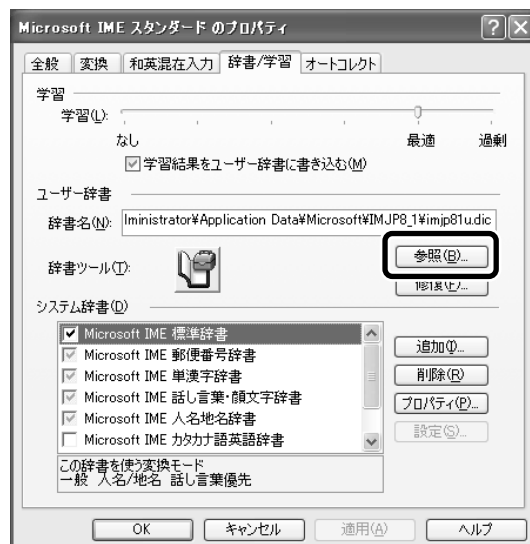 Microsoft IME スタンダード のプロパティ
全般 変換 和英混在入力 辞書/学習 オートコレクト
学習
学習(L):
なし 最適 過剰
学習結果をユーザー辞書に書き込む(M)
ユーザー辞書
辞書名(N): lministrator¥Application Data¥Microsoft¥IMJP8_1¥imjp81u.dic
参照(B)...
辞書ツール(T):
修復(E)...
システム辞書(D)
Microsoft IME 標準辞書
Microsoft IME 郵便番号辞書
Microsoft IME 単漢字辞書
Microsoft IME 話し言葉・顔文字辞書
Microsoft IME 人名地名辞書
Microsoft IME カタカナ語英語辞書
追加(I)...
削除(R)
プロパティ(P)...
設定(S)...
この辞書を使う変換モード
一般 人名/地名 話し言葉優先
OK キャンセル 適用(A) ヘルプ